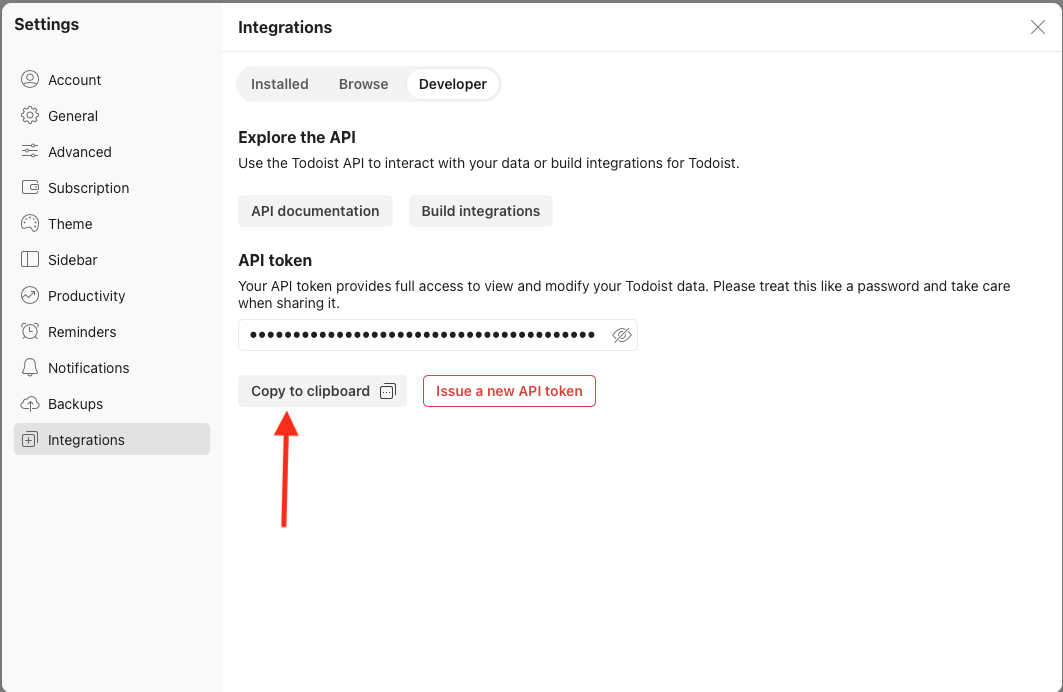 Settings
Account
General
Advanced
Subscription
Theme
Sidebar
Productivity
Reminders
Notifications
Backups
Integrations
Integrations
Installed
Browse
Developer
Explore the API
Use the Todoist API to interact with your data or build integrations for Todoist.
API documentation
Build integrations
API token
Your API token provides full access to view and modify your Todoist data. Please treat this like a password and take care
when sharing it.
Copy to clipboard
Issue a new API token